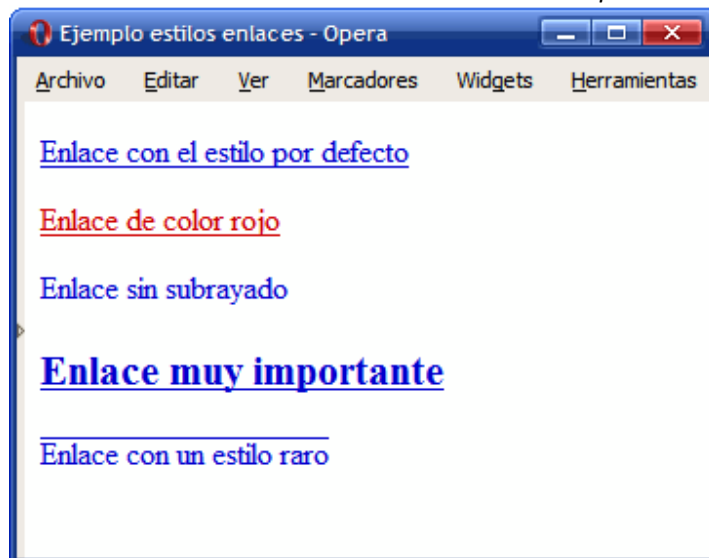 Ejemplo estilos enlaces - Opera
Archivo Editar Ver Marcadores Widgets Herramientas
Enlace con el estilo por defecto
Enlace de color rojo
Enlace sin subrayado
Enlace muy importante
Enlace con un estilo raro